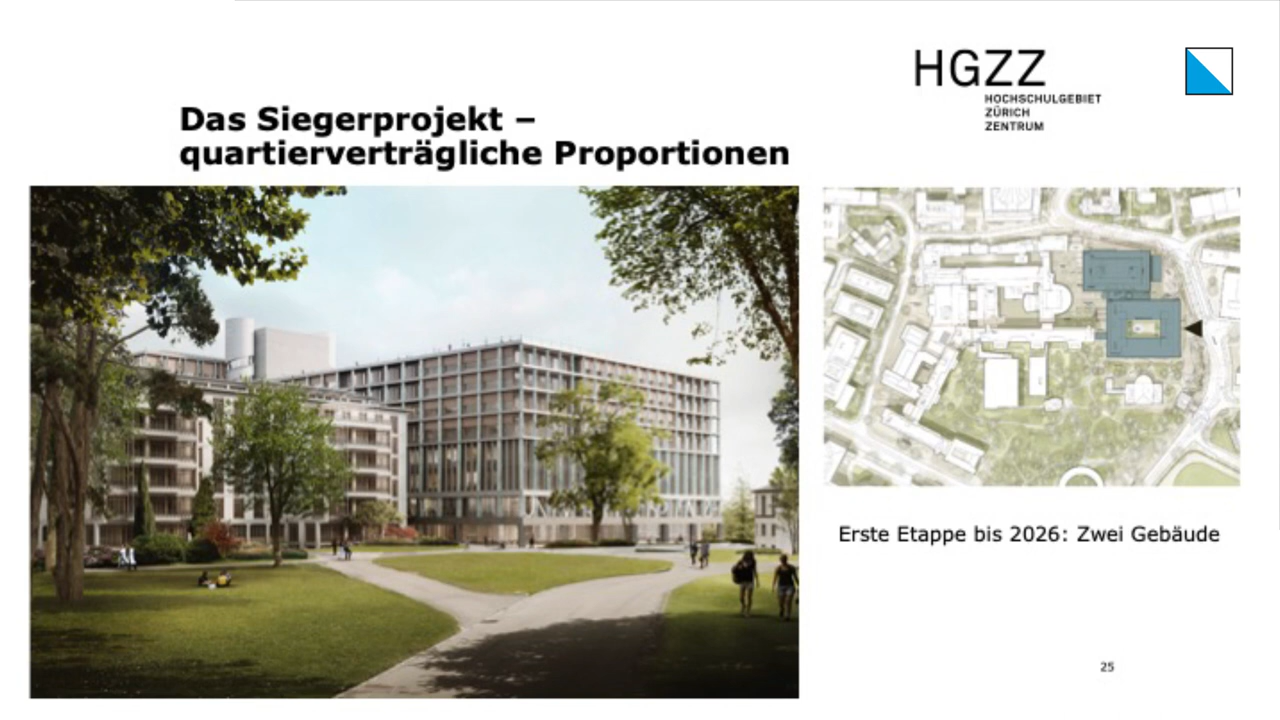 HGZZ
HOCHSCHULGEBIET
ZÜRICH
ZENTRUM
Das Siegerprojekt –
quartierverträgliche Proportionen
Erste Etappe bis 2026: Zwei Gebäude
25